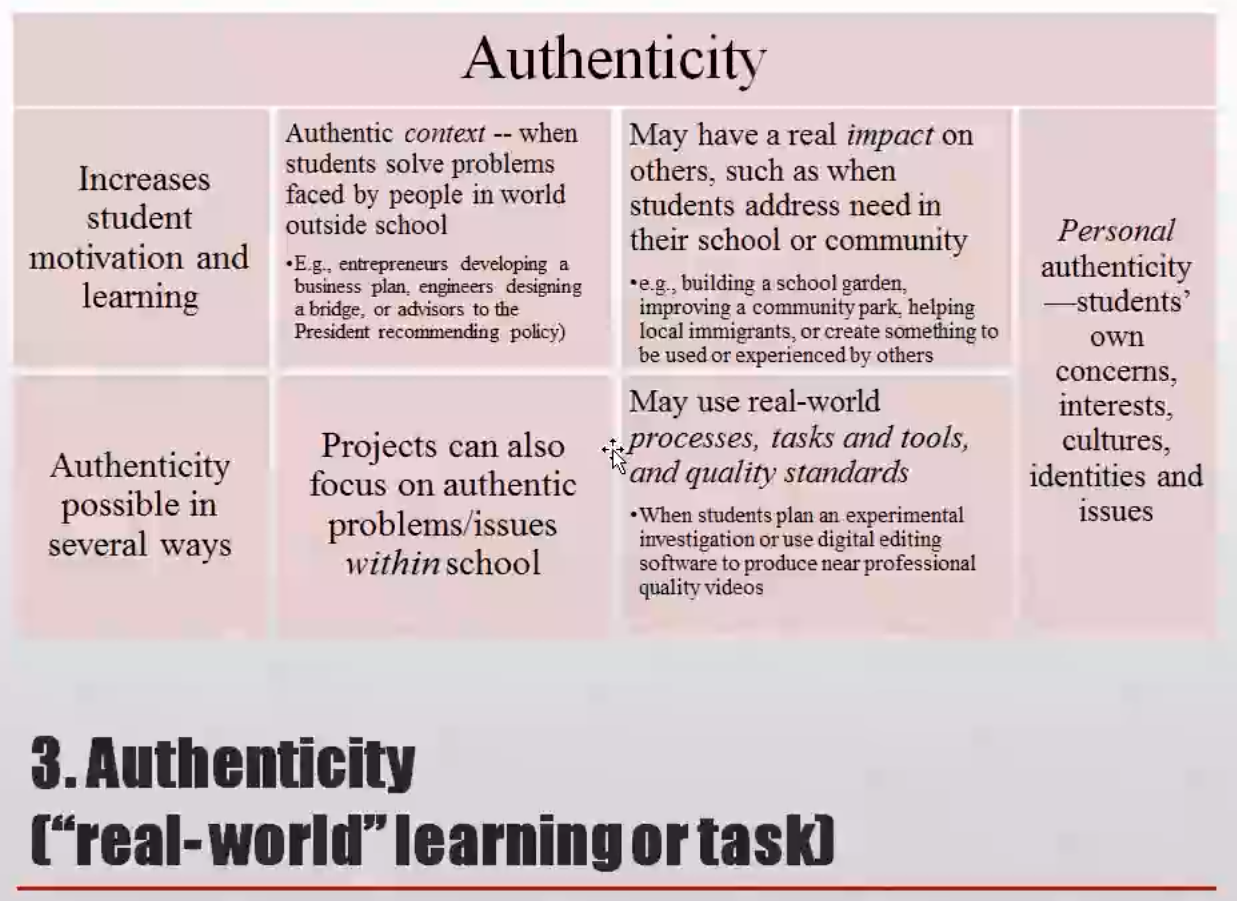 Authenticity
Increases
student
motivation and
learning
Authentic context -- when
students solve problems
faced by people in world
outside school
•E.g., entrepreneurs developing a
business plan, engineers designing
a bridge, or advisors to the
President recommending policy)
May have a real impact on
others, such as when
students address need in
their school or community
•e.g., building a school garden,
improving a community park, helping
local immigrants, or create something to
be used or experienced by others
Personal
authenticity
—students’
own
concerns,
interests,
cultures,
identities and
issues
Authenticity
possible in
several ways
Projects can also
focus on authentic
problems/issues
within school
May use real-world
processes, tasks and tools,
and quality standards
•When students plan an experimental
investigation or use digital editing
software to produce near professional
quality videos
3. Authenticity
(“real-world” learning or task)